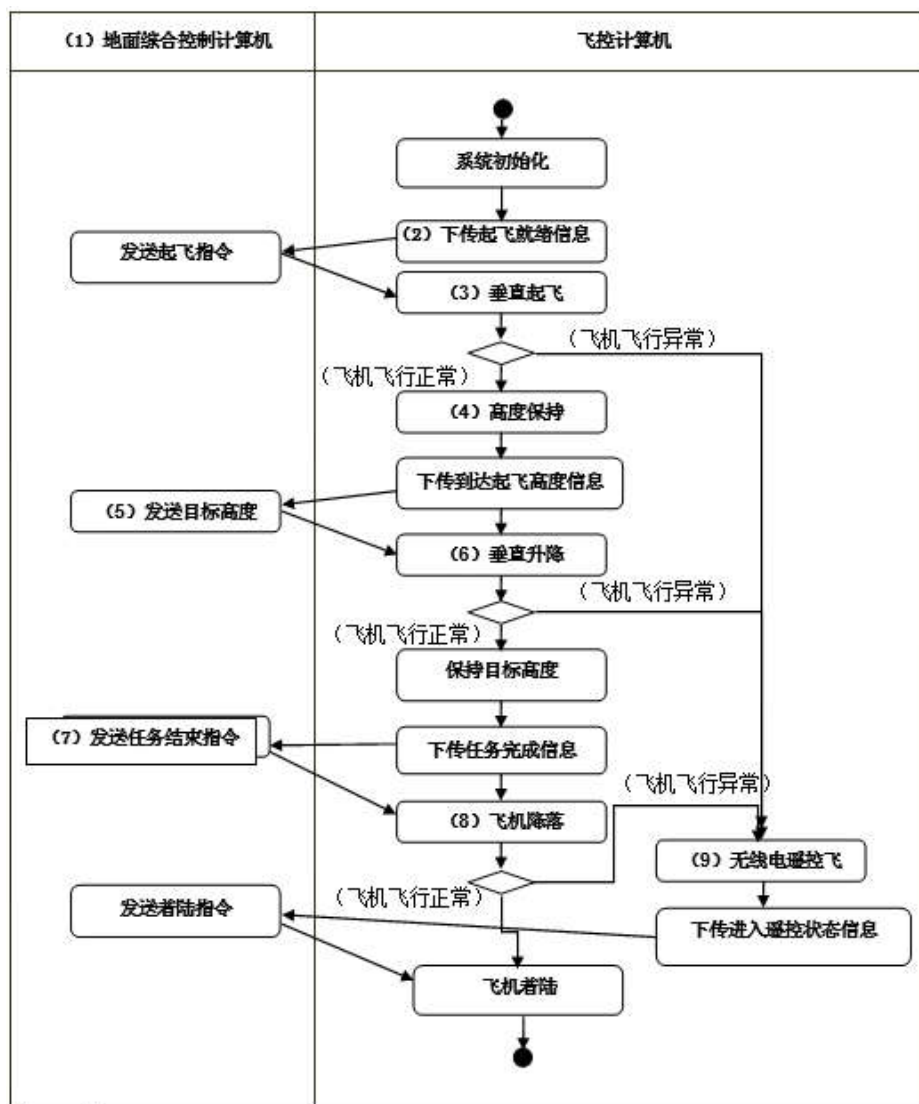 (1) 地面综合控制计算机
飞控计算机
系统初始化
(2) 下传起飞就绪信息
发送起飞指令
(3) 垂直起飞
(飞机飞行异常)
(飞机飞行正常)
(4) 高度保持
下传到达起飞高度信息
(5) 发送目标高度
(6) 垂直升降
(飞机飞行异常)
(飞机飞行正常)
保持目标高度
(7) 发送任务结束指令
下传任务完成信息
(飞机飞行异常)
(8) 飞机降落
(9) 无线电遥控飞
(飞机飞行正常)
发送着陆指令
下传进入遥控状态信息
飞机着陆